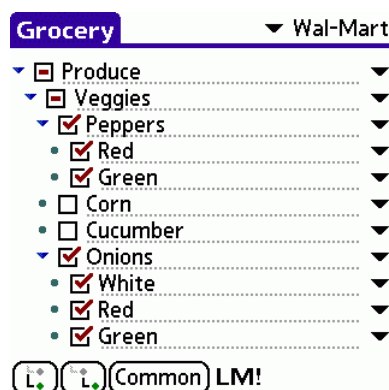 Grocery Wal-Mart
Produce
Veggies
Peppers
Red
Green
Corn
Cucumber
Onions
White
Red
Green
L L Common LM!